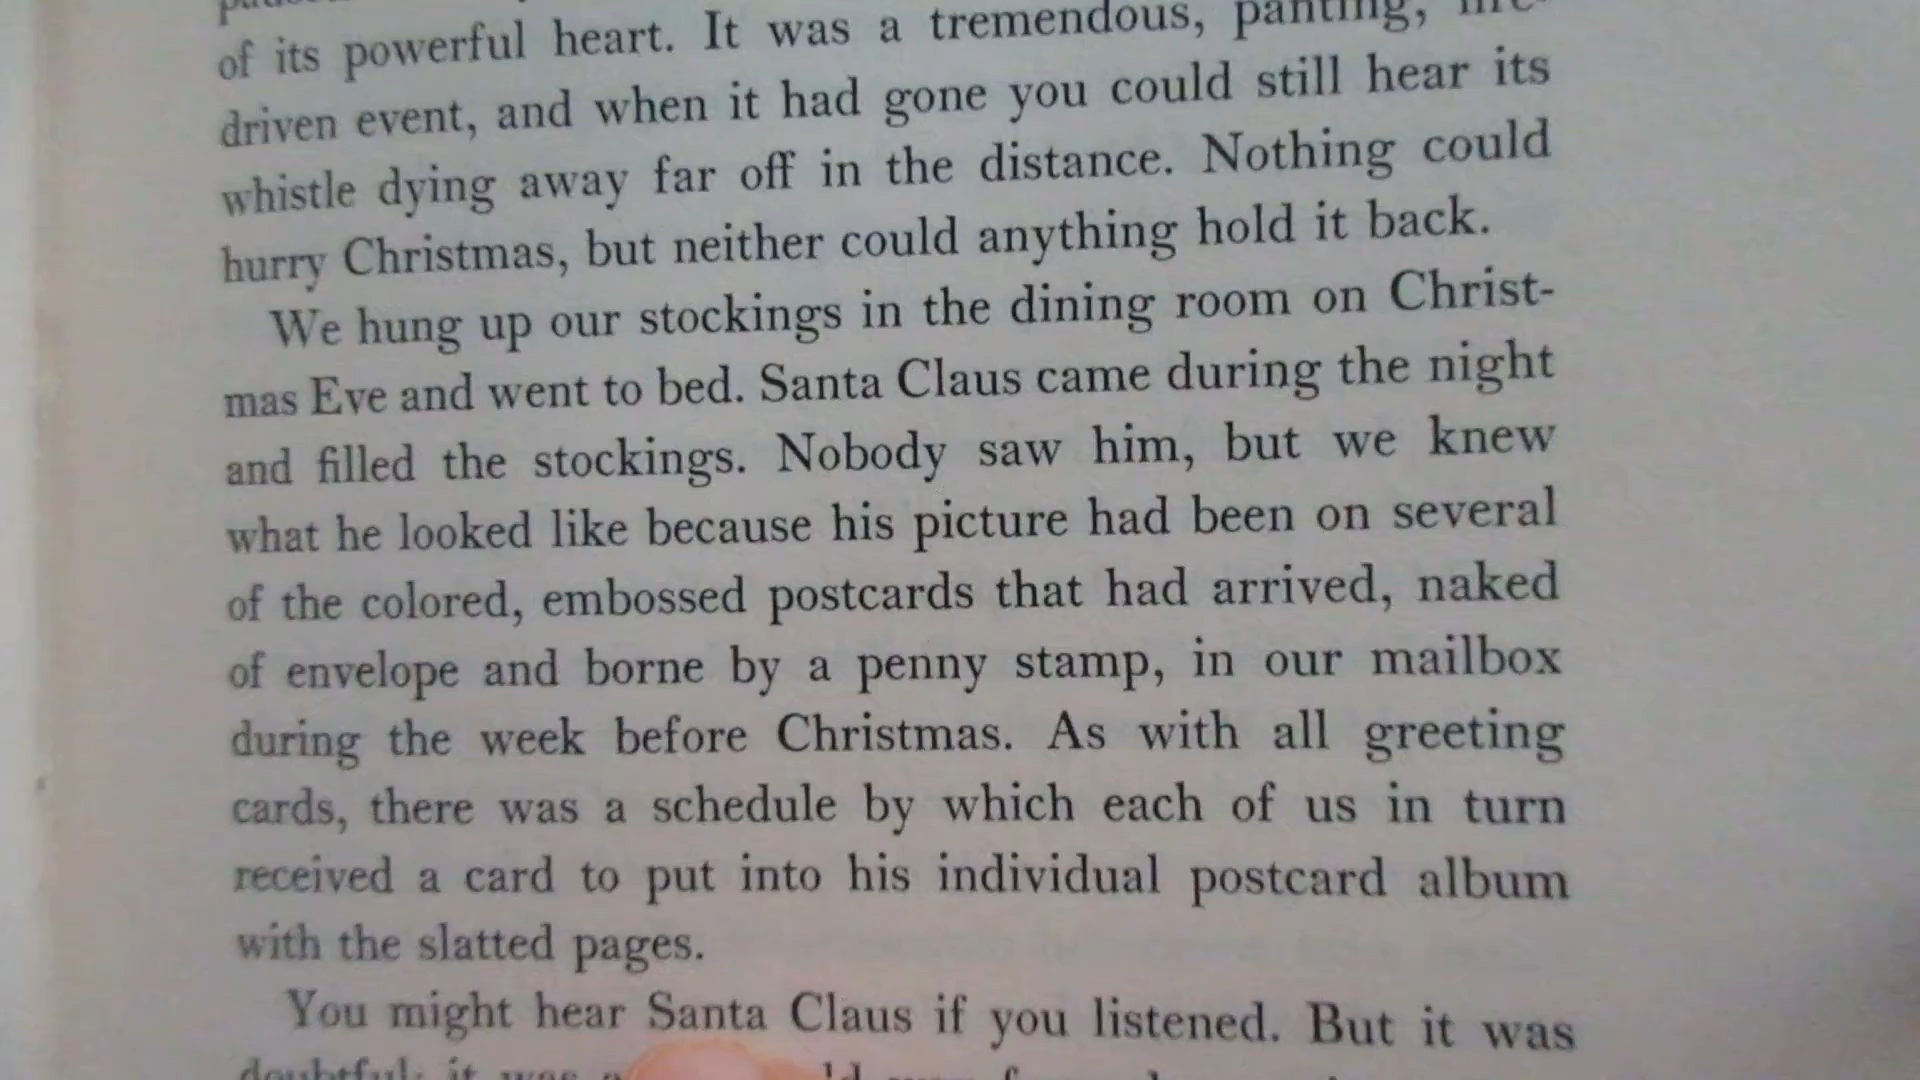 of its powerful heart. It was a tremendous, panting,
driven event, and when it had gone you could still hear its
whistle dying away far off in the distance. Nothing could
hurry Christmas, but neither could anything hold it back.
We hung up our stockings in the dining room on Christ-
mas Eve and went to bed. Santa Claus came during the night
and filled the stockings. Nobody saw him, but we knew
what he looked like because his picture had been on several
of the colored, embossed postcards that had arrived, naked
of envelope and borne by a penny stamp, in our mailbox
during the week before Christmas. As with all greeting
cards, there was a schedule by which each of us in turn
received a card to put into his individual postcard album
with the slatted pages.
You might hear Santa Claus if you listened. But it was
doubtful; it was